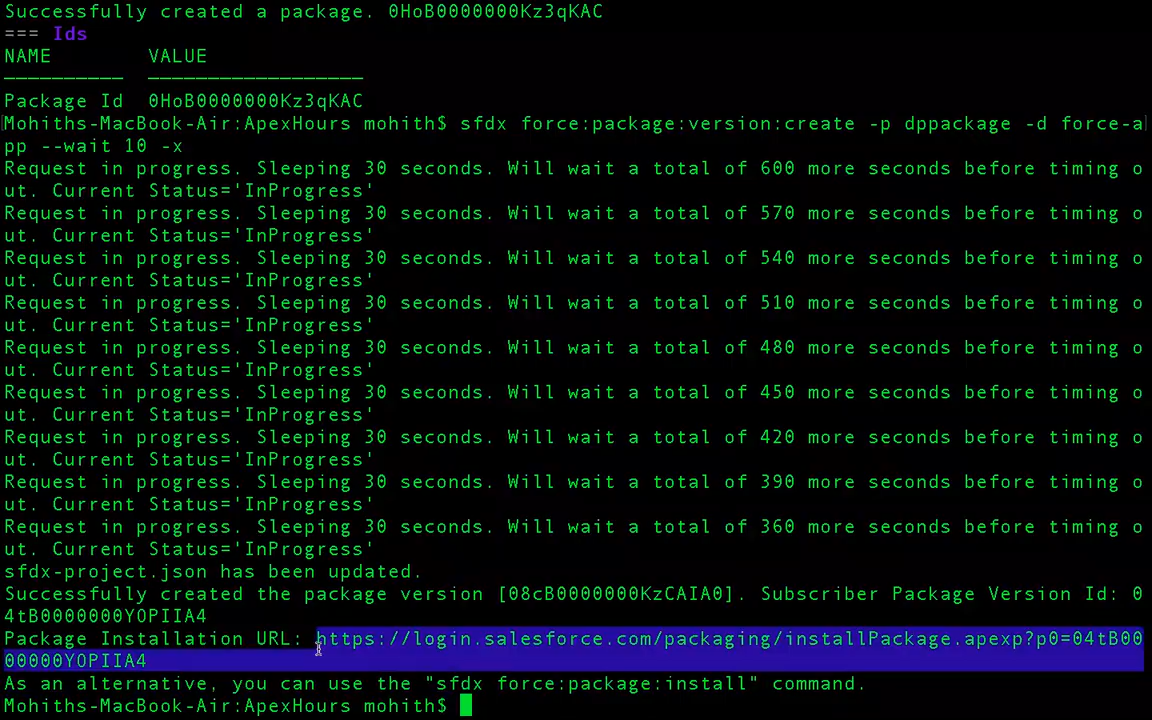 Successfully created a package. 0HoB0000000Kz3qKAC
=== Ids
NAME VALUE
Package Id 0HoB0000000Kz3qKAC
Mohiths-MacBook-Air:ApexHours mohith$ sfdx force:package:version:create -p dppackage -d force-a
pp --wait 10 -x
Request in progress. Sleeping 30 seconds. Will wait a total of 600 more seconds before timing o
ut. Current Status='InProgress'
Request in progress. Sleeping 30 seconds. Will wait a total of 570 more seconds before timing o
ut. Current Status='InProgress'
Request in progress. Sleeping 30 seconds. Will wait a total of 540 more seconds before timing o
ut. Current Status='InProgress'
Request in progress. Sleeping 30 seconds. Will wait a total of 510 more seconds before timing o
ut. Current Status='InProgress'
Request in progress. Sleeping 30 seconds. Will wait a total of 480 more seconds before timing o
ut. Current Status='InProgress'
Request in progress. Sleeping 30 seconds. Will wait a total of 450 more seconds before timing o
ut. Current Status='InProgress'
Request in progress. Sleeping 30 seconds. Will wait a total of 420 more seconds before timing o
ut. Current Status='InProgress'
Request in progress. Sleeping 30 seconds. Will wait a total of 390 more seconds before timing o
ut. Current Status='InProgress'
Request in progress. Sleeping 30 seconds. Will wait a total of 360 more seconds before timing o
ut. Current Status='InProgress'
sfdx-project.json has been updated.
Successfully created the package version [08cB0000000KzCAIA0]. Subscriber Package Version Id: 0
4tB0000000YOPIIA4
Package Installation URL: https://login.salesforce.com/packaging/installPackage.apexp?p0=04tB00
00000YOPIIA4
As an alternative, you can use the "sfdx force:package:install" command.
Mohiths-MacBook-Air:ApexHours mohith$